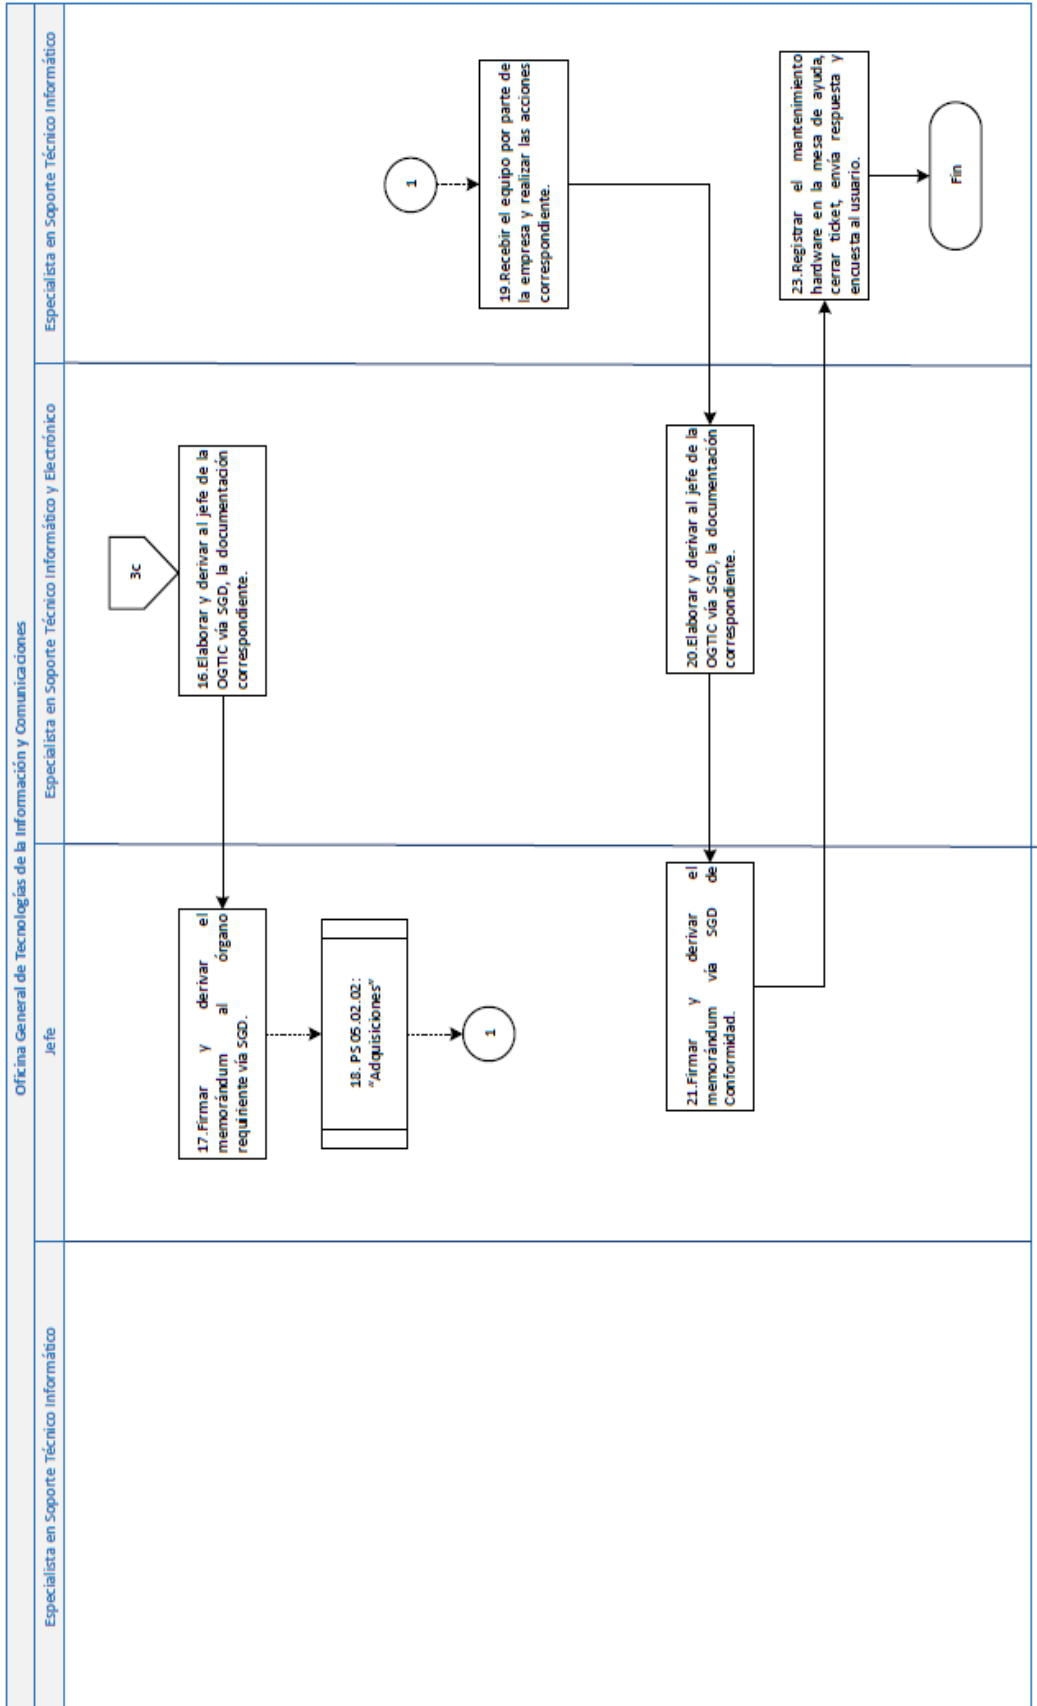 Oficina General de Tecnologías de la Información y Comunicaciones
Especialista en Soporte Técnico Informático
Jefe
Especialista en Soporte Técnico Informático y Electrónico
Especialista en Soporte Técnico Informático
3c
16.Elaborar y derivar al jefe de la
OGTIC vía SGD, la documentación
correspondiente.
17.Firmar y derivar el
memorándum al órgano
requiriente vía SGD.
18. PS 05.02.02:
"Adquisiciones"
1
1
19.Recebir el equipo por parte de
la empresa y realizar las acciones
correspondiente.
20.Elaborar y derivar al jefe de la
OGTIC vía SGD, la documentación
correspondiente.
21.Firmar y derivar el
memorándum vía SGD de
Conformidad.
23.Registrar el mantenimiento
hardware en la mesa de ayuda,
cerrar ticket, envía respuesta y
encuesta al usuario.
Fin